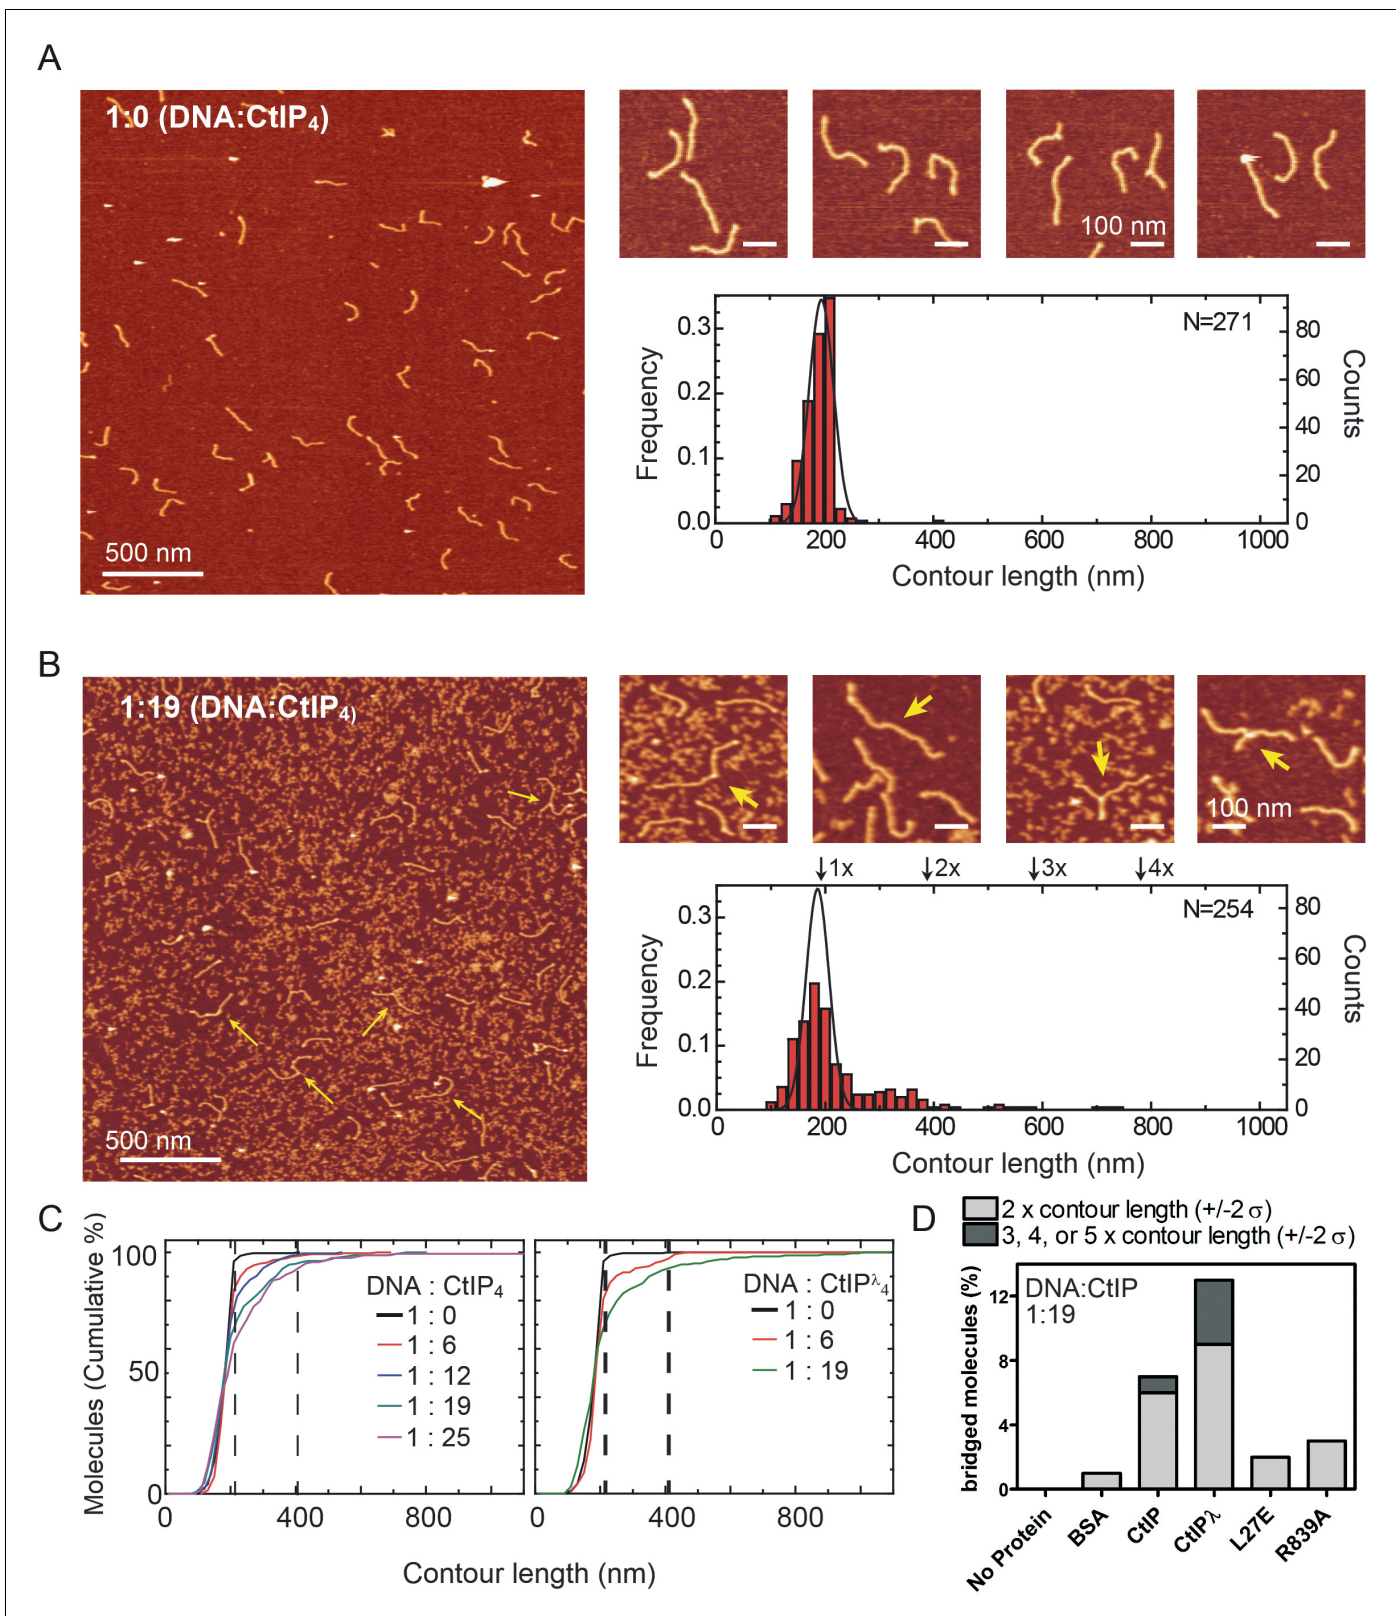 A
1:0 (DNA:CtIP4)
500 nm
100 nm
N=271
Frequency
0.3
0.2
0.1
0.0
80
60
40
20
0
Counts
0 200 400 600 800 1000
Contour length (nm)
B
1:19 (DNA:CtIP4)
500 nm
100 nm
↓1x ↓2x ↓3x ↓4x
N=254
Frequency
0.3
0.2
0.1
0.0
80
60
40
20
0
Counts
0 200 400 600 800 1000
Contour length (nm)
C
Molecules (Cumulative %)
100
50
0
DNA : CtIP4
1 : 0
1 : 6
1 : 12
1 : 19
1 : 25
0 400 800
DNA : CtIPλ4
1 : 0
1 : 6
1 : 19
0 400 800
Contour length (nm)
D
2 x contour length (+/-2 σ)
3, 4, or 5 x contour length (+/-2 σ)
bridged molecules (%)
12
8
4
0
DNA:CtIP
1:19
No Protein
BSA
CtIP
CtIPλ
L27E
R839A